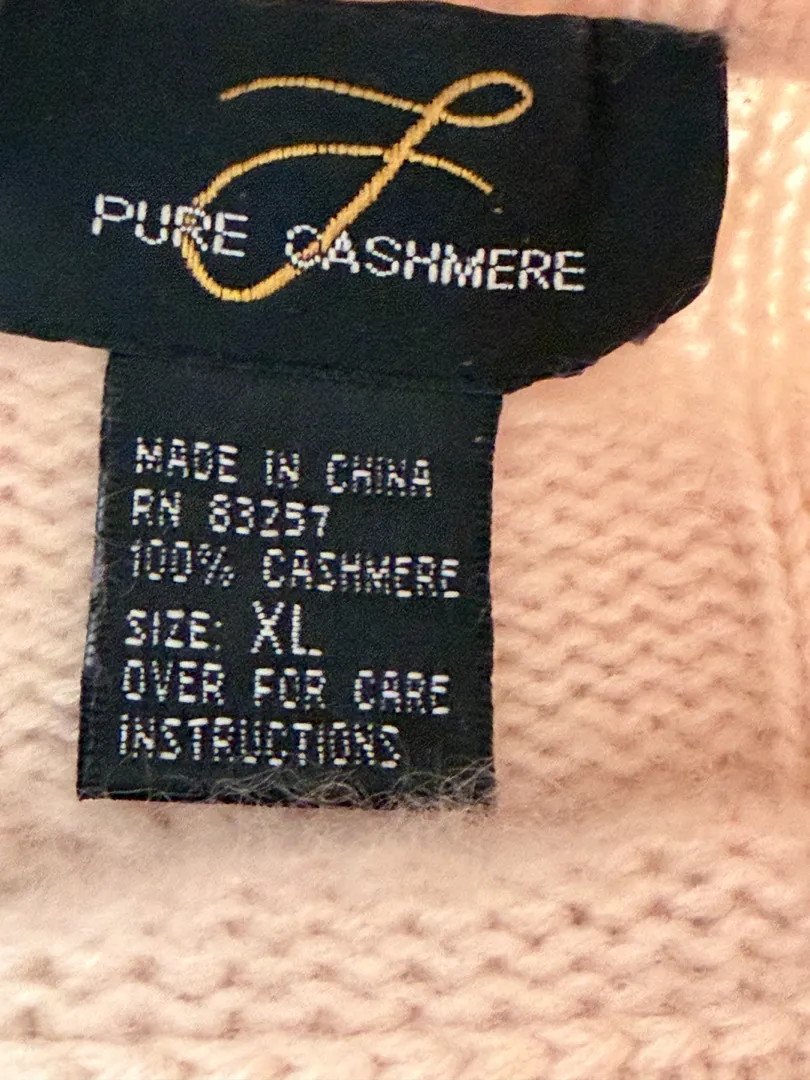 PURE CASHMERE
MADE IN CHINA
RN 83257
100% CASHMERE
SIZE: XL
OVER FOR CARE
INSTRUCTIONS